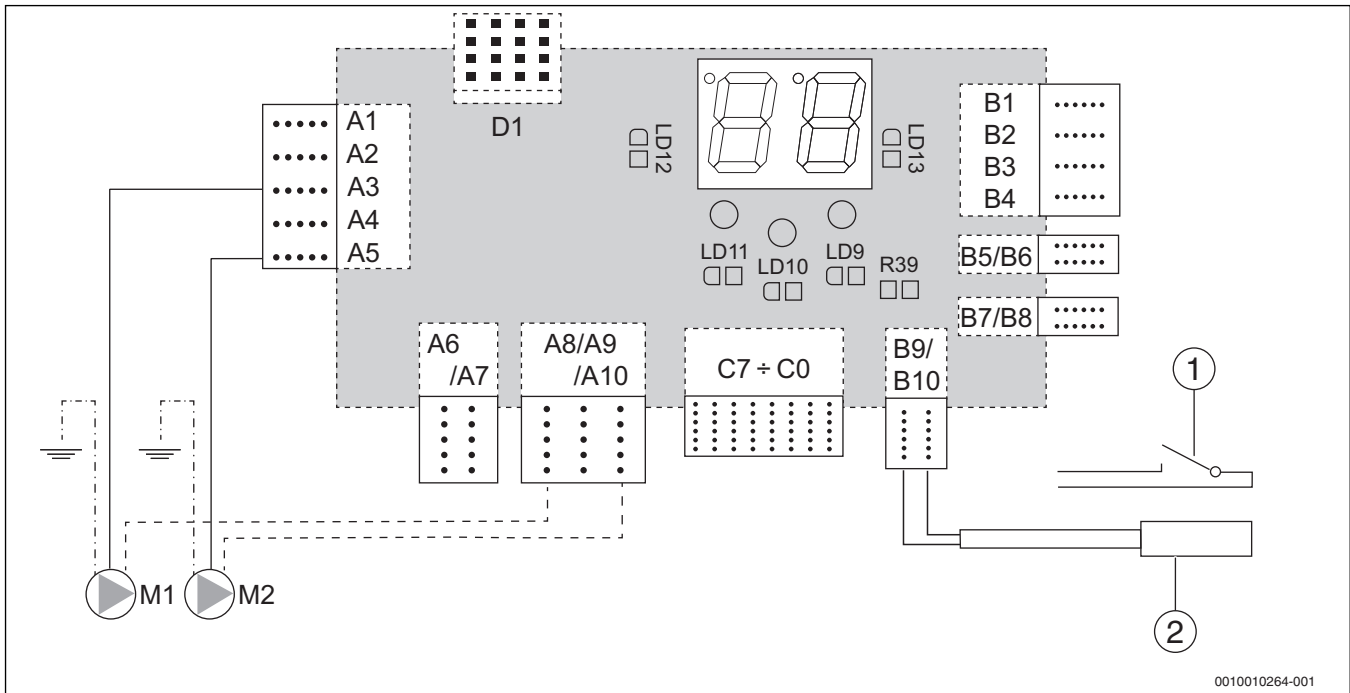 D1
A1
A2
A3
A4
A5
LD12
LD13
B1
B2
B3
B4
LD11
LD10
LD9
R39
B5/B6
B7/B8
A6
/A7
A8/A9
/A10
C7 ÷ C0
B9/
B10
1
M1
M2
2
0010010264-001